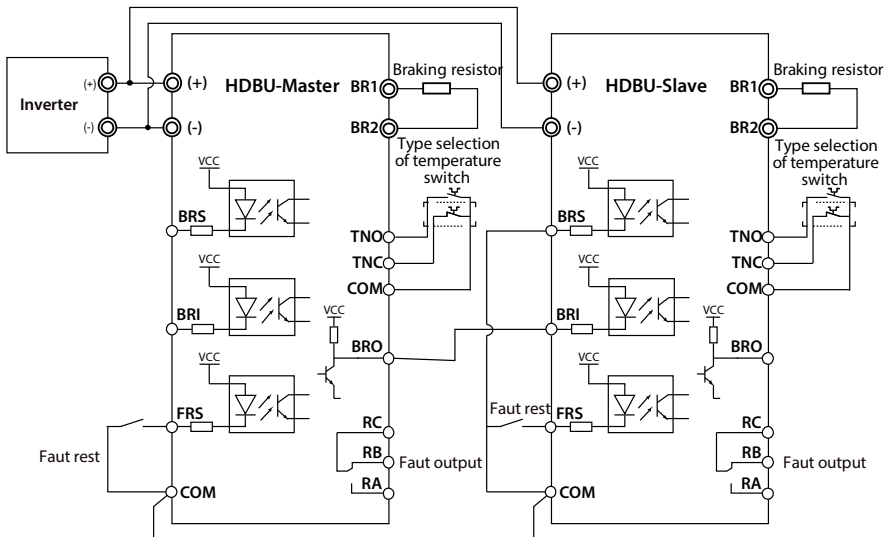 Inverter
(+)
(-)
HDBU-Master
(+)
(-)
BR1
BR2
Braking resistor
Type selection
of temperature
switch
VCC
BRS
TNO
TNC
COM
VCC
BRI
VCC
BRO
VCC
FRS
Faut rest
COM
RC
RB
RA
Faut output
HDBU-Slave
(+)
(-)
BR1
BR2
Braking resistor
Type selection
of temperature
switch
VCC
BRS
TNO
TNC
COM
VCC
BRI
VCC
BRO
VCC
FRS
Faut rest
COM
RC
RB
RA
Faut output